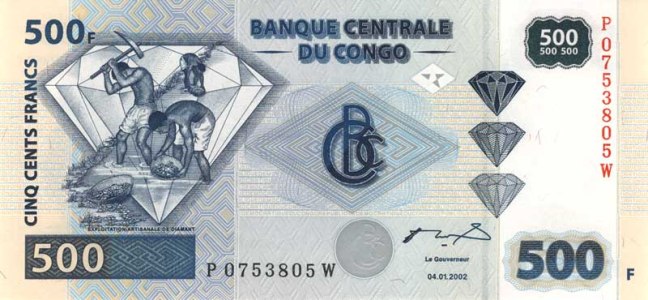 500F
BANQUE CENTRALE
DU CONGO
500
500 500
P0753805W
CINQ CENTS FRANCS
BCC
EXPLOITATION ARTISANALE DE DIAMANT
500
P0753805W
Le Gouverneur
04.01.2002
500 F